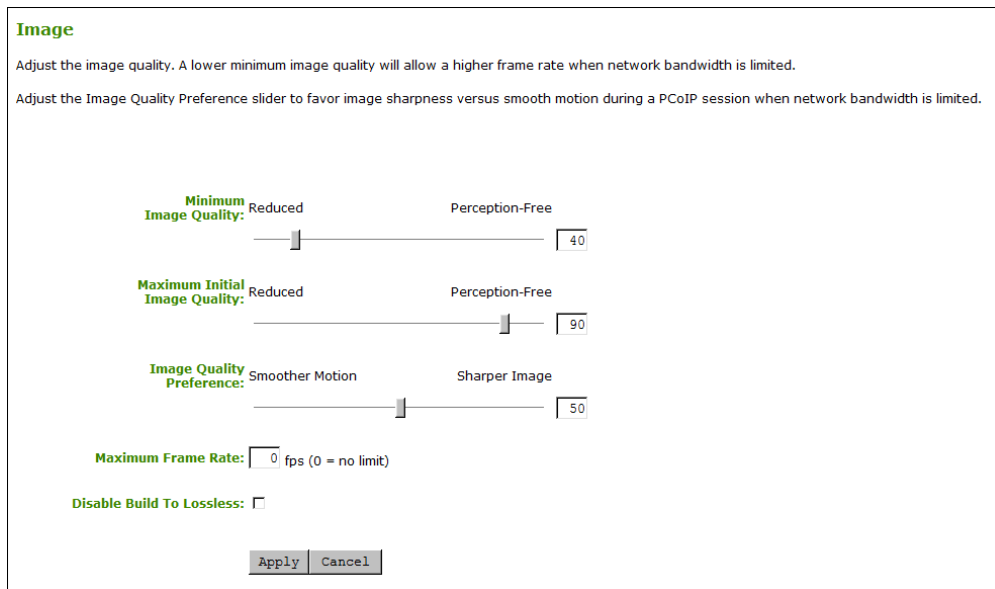 Image
Adjust the image quality. A lower minimum image quality will allow a higher frame rate when network bandwidth is limited.
Adjust the Image Quality Preference slider to favor image sharpness versus smooth motion during a PCoIP session when network bandwidth is limited.
Minimum
Image Quality:
Reduced Perception-Free
40
Maximum Initial
Image Quality:
Reduced Perception-Free
90
Image Quality
Preference:
Smoother Motion Sharper Image
50
Maximum Frame Rate: 0 fps (0 = no limit)
Disable Build To Lossless:
Apply Cancel